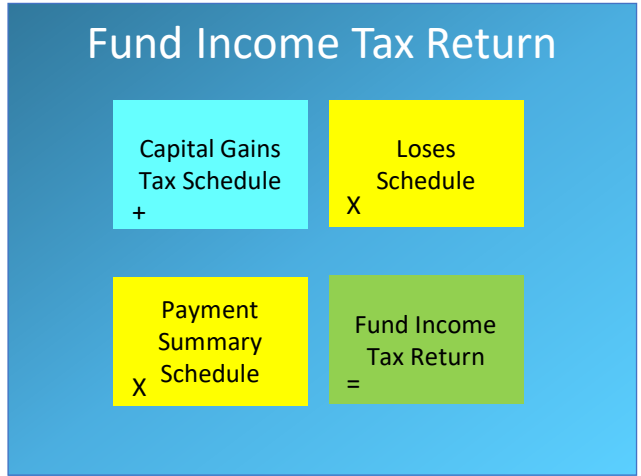 Fund Income Tax Return
Capital Gains
Tax Schedule
+
Loses
Schedule
X
Payment
Summary
Schedule
X
Fund Income
Tax Return
=